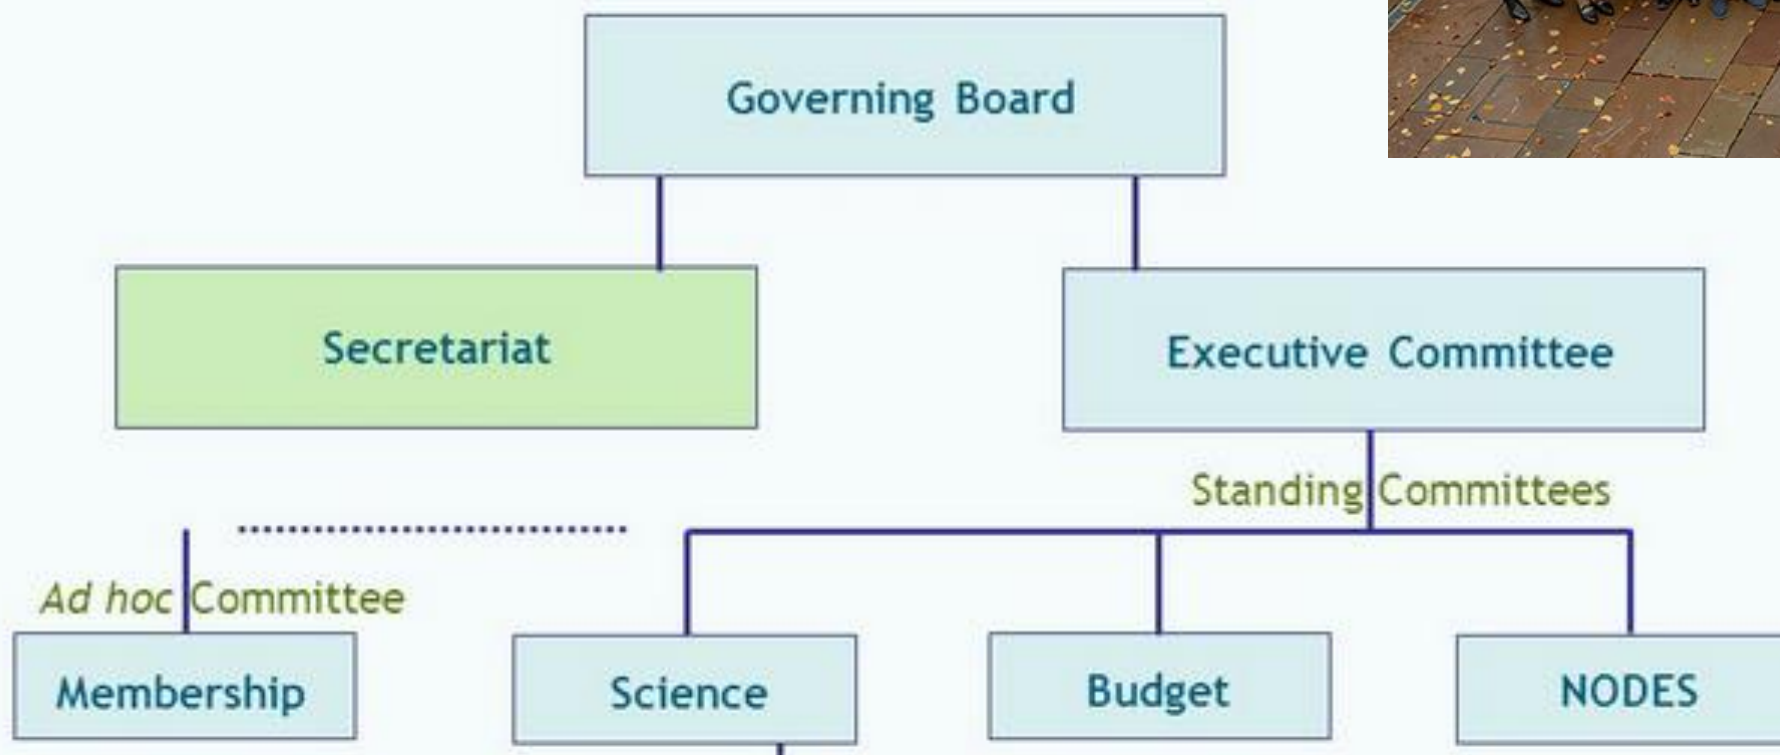 Governing Board
Secretariat
Executive Committee
Standing Committees
Ad hoc Committee
Membership
Science
Budget
NODES